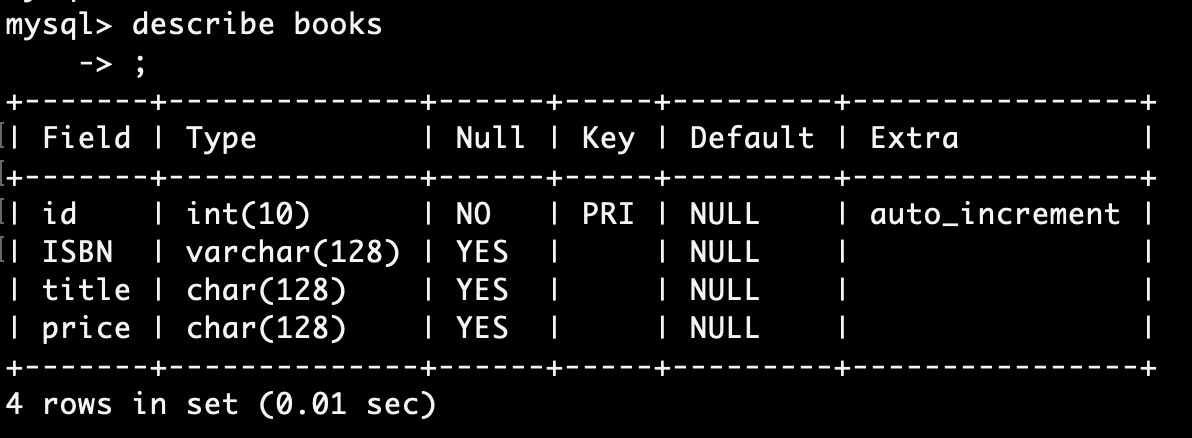 mysql> describe books
    -> ;
+-------+--------------+------+-----+---------+----------------+
| Field | Type         | Null | Key | Default | Extra          |
+-------+--------------+------+-----+---------+----------------+
| id    | int(10)      | NO   | PRI | NULL    | auto_increment |
| ISBN  | varchar(128) | YES  |     | NULL    |                |
| title | char(128)    | YES  |     | NULL    |                |
| price | char(128)    | YES  |     | NULL    |                |
+-------+--------------+------+-----+---------+----------------+
4 rows in set (0.01 sec)